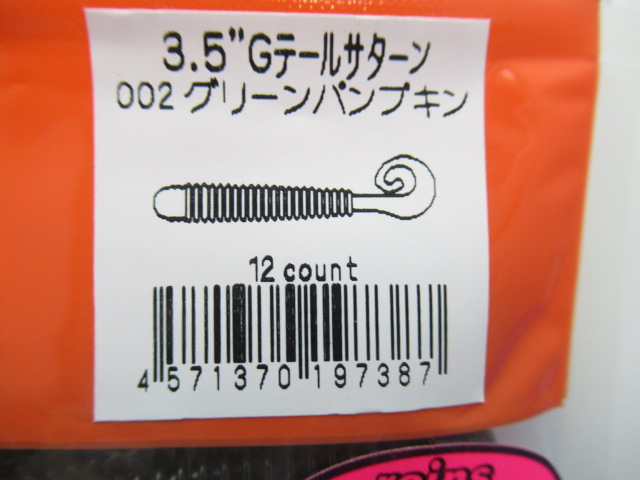 3.5"Gテールサターン
002 グリーンパンプキン
12 count
4 571370 197387
reins